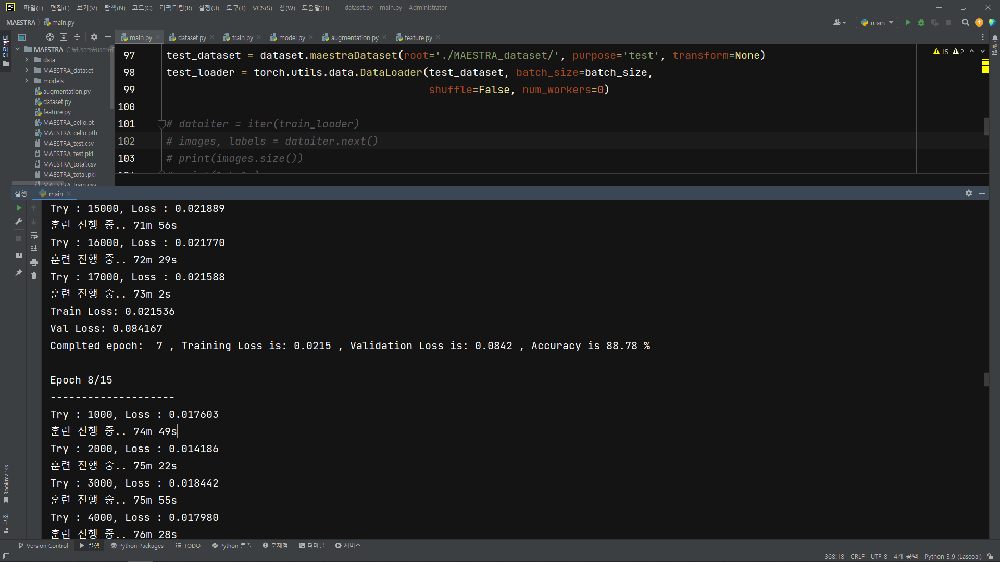 PC 파일(F) 편집(E) 보기(V) 탐색(N) 코드(C) 리팩터링(R) 실행(U) 도구(T) VCS(S) 창(W) 도움말(H) dataset.py - main.py - Administrator
MAESTRA main.py
main
프로젝트
...
main.py dataset.py train.py model.py augmentation.py feature.py
알림
MAESTRA C:₩Users₩user₩
data
MAESTRA_dataset
models
augmentation.py
dataset.py
feature.py
MAESTRA_cello.pt
MAESTRA_cello.pth
MAESTRA_test.csv
MAESTRA_test.pkl
MAESTRA_total.csv
MAESTRA_total.pkl
MAESTRA_train.csv
15 2
97 test_dataset = dataset.maestraDataset(root='./MAESTRA_dataset/', purpose='test', transform=None)
98 test_loader = torch.utils.data.DataLoader(test_dataset, batch_size=batch_size,
99 shuffle=False, num_workers=0)
100
101 # dataiter = iter(train_loader)
102 # images, labels = dataiter.next()
103 # print(images.size())
실행: main
Try : 15000, Loss : 0.021889
훈련 진행 중.. 71m 56s
Try : 16000, Loss : 0.021770
훈련 진행 중.. 72m 29s
Try : 17000, Loss : 0.021588
훈련 진행 중.. 73m 2s
Train Loss: 0.021536
Val Loss: 0.084167
Complted epoch:  7 , Training Loss is: 0.0215 , Validation Loss is: 0.0842 , Accuracy is 88.78 %
Epoch 8/15
--------------------
Try : 1000, Loss : 0.017603
훈련 진행 중.. 74m 49s
Try : 2000, Loss : 0.014186
훈련 진행 중.. 75m 22s
Try : 3000, Loss : 0.018442
훈련 진행 중.. 75m 55s
Try : 4000, Loss : 0.017980
훈련 진행 중.. 76m 28s
Bookmarks
구조
Version Control 실행 Python Packages TODO Python 콘솔 문제점 터미널 서비스
368:18 CRLF UTF-8 4개 공백 Python 3.9 (Laseoal)